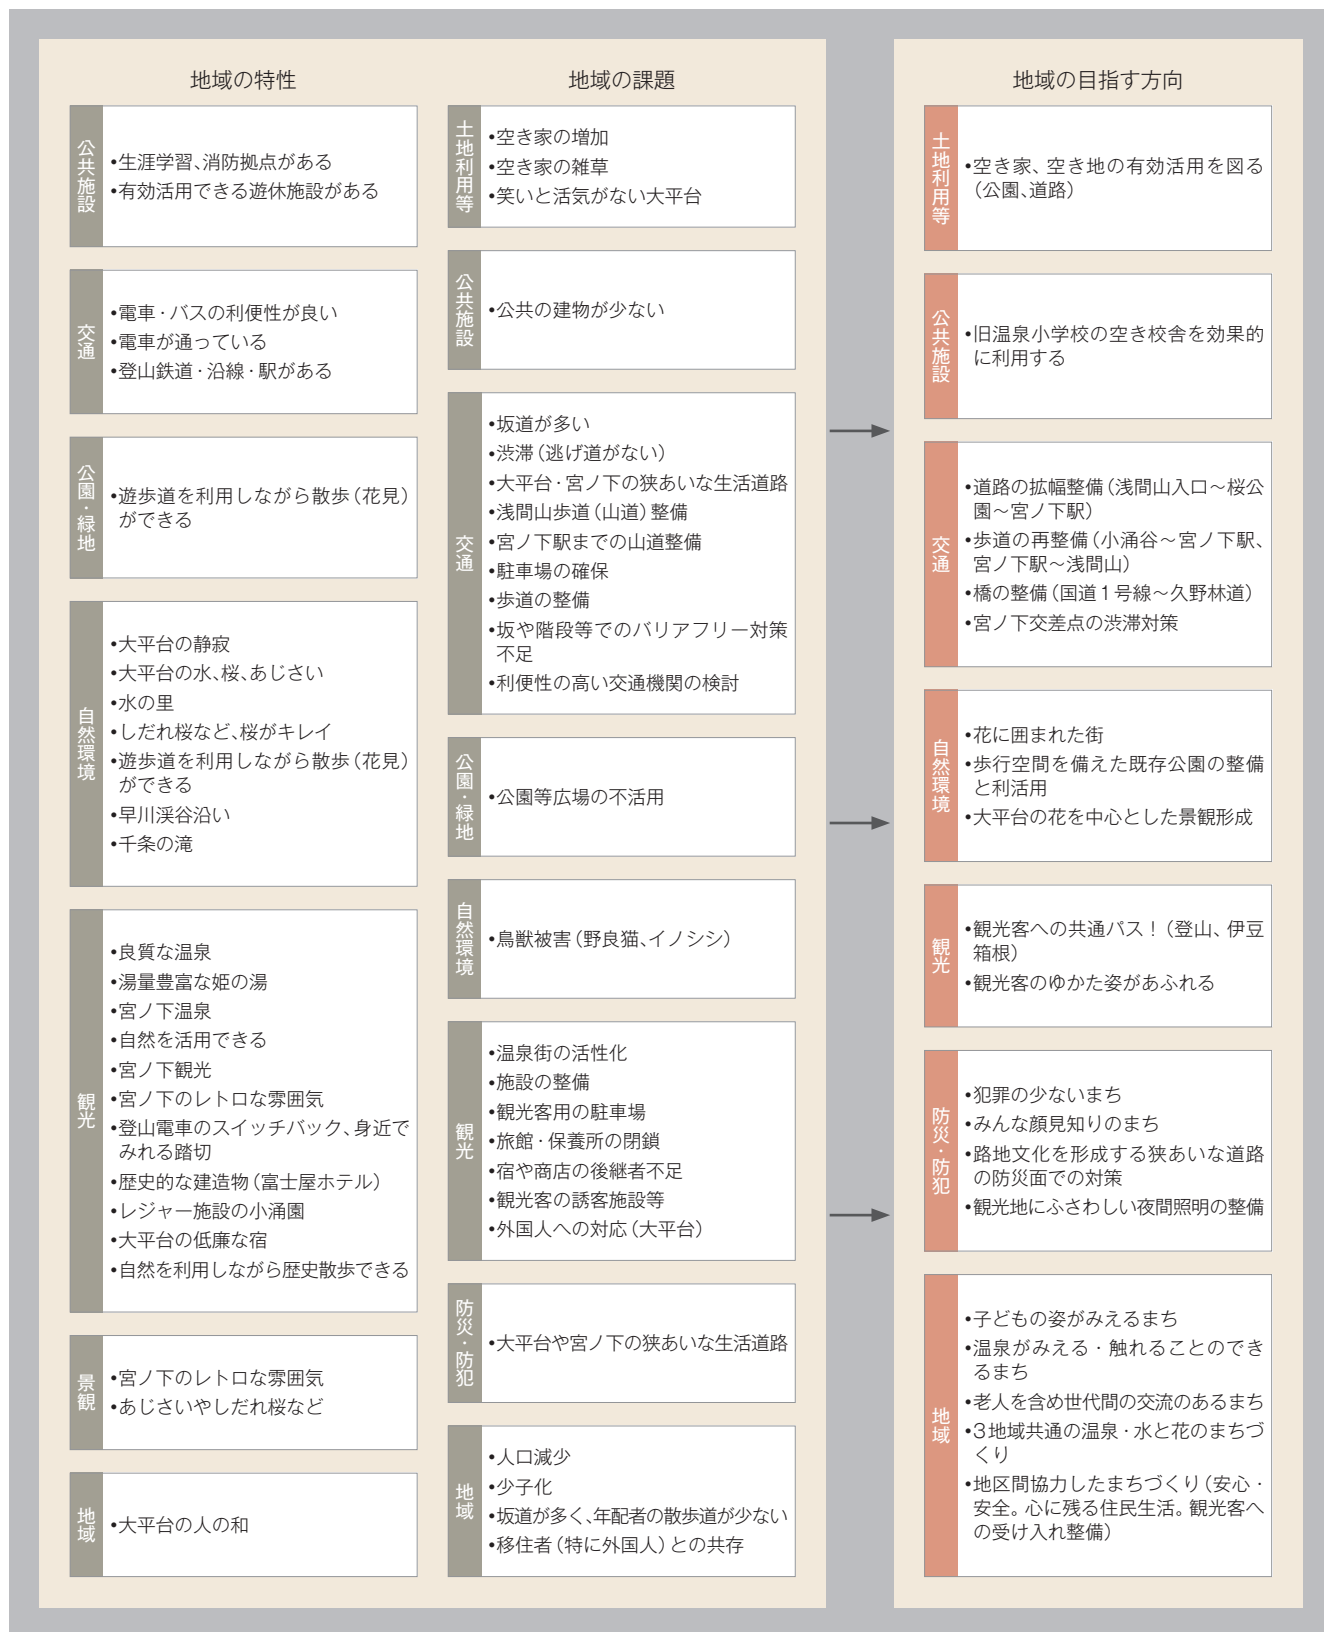 地域の特性
公共施設
•生涯学習、消防拠点がある
•有効活用できる遊休施設がある
交通
•電車・バスの利便性が良い
•電車が通っている
•登山鉄道・沿線・駅がある
公園・緑地
•遊歩道を利用しながら散歩（花見）
ができる
自然環境
•大平台の静寂
•大平台の水、桜、あじさい
•水の里
•しだれ桜など、桜がキレイ
•遊歩道を利用しながら散歩（花見）
ができる
•早川渓谷沿い
•千条の滝
観光
•良質な温泉
•湯量豊富な姫の湯
•宮ノ下温泉
•自然を活用できる
•宮ノ下観光
•宮ノ下のレトロな雰囲気
•登山電車のスイッチバック、身近で
みれる踏切
•歴史的な建造物（富士屋ホテル）
•レジャー施設の小涌園
•大平台の低廉な宿
•自然を利用しながら歴史散歩できる
景観
•宮ノ下のレトロな雰囲気
•あじさいやしだれ桜など
地域
•大平台の人の和
地域の課題
土地利用等
•空き家の増加
•空き家の雑草
•笑いと活気がない大平台
公共施設
•公共の建物が少ない
交通
•坂道が多い
•渋滞（逃げ道がない）
•大平台・宮ノ下の狭あいな生活道路
•浅間山歩道（山道）整備
•宮ノ下駅までの山道整備
•駐車場の確保
•歩道の整備
•坂や階段等でのバリアフリー対策
不足
•利便性の高い交通機関の検討
公園・緑地
•公園等広場の不活用
自然環境
•鳥獣被害（野良猫、イノシシ）
観光
•温泉街の活性化
•施設の整備
•観光客用の駐車場
•旅館・保養所の閉鎖
•宿や商店の後継者不足
•観光客の誘客施設等
•外国人への対応（大平台）
防災・防犯
•大平台や宮ノ下の狭あいな生活道路
地域
•人口減少
•少子化
•坂道が多く、年配者の散歩道が少ない
•移住者（特に外国人）との共存
地域の目指す方向
土地利用等
•空き家、空き地の有効活用を図る
（公園、道路）
公共施設
•旧温泉小学校の空き校舎を効果的
に利用する
交通
•道路の拡幅整備（浅間山入口～桜公
園～宮ノ下駅）
•歩道の再整備（小涌谷～宮ノ下駅、
宮ノ下駅～浅間山）
•橋の整備（国道１号線～久野林道）
•宮ノ下交差点の渋滞対策
自然環境
•花に囲まれた街
•歩行空間を備えた既存公園の整備
と利活用
•大平台の花を中心とした景観形成
観光
•観光客への共通パス！（登山、伊豆
箱根）
•観光客のゆかた姿があふれる
防災・防犯
•犯罪の少ないまち
•みんな顔見知りのまち
•路地文化を形成する狭あいな道路
の防災面での対策
•観光地にふさわしい夜間照明の整備
地域
•子どもの姿がみえるまち
•温泉がみえる・触れることのでき
るまち
•老人を含め世代間の交流のあるまち
•３地域共通の温泉・水と花のまちづ
くり
•地区間協力したまちづくり（安心・
安全。心に残る住民生活。観光客へ
の受け入れ整備）